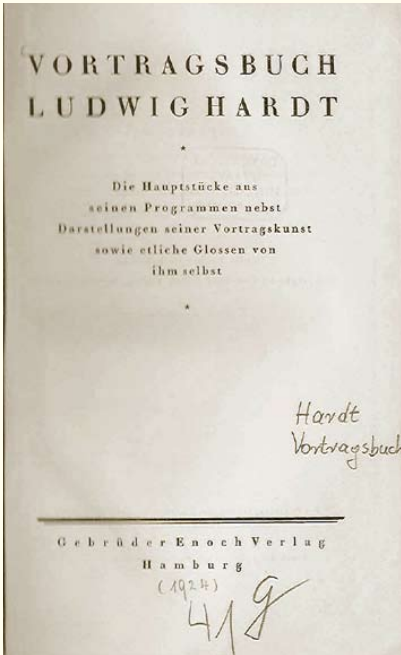 VORTRAGSBUCH
LUDWIG HARDT
*
Die Hauptstücke aus
seinen Programmen nebst
Darstellungen seiner Vortragskunst
sowie etliche Glossen von
ihm selbst
*
Hardt
Vortragsbuch
Gebrüder Enoch Verlag
Hamburg
(1924)
41 g